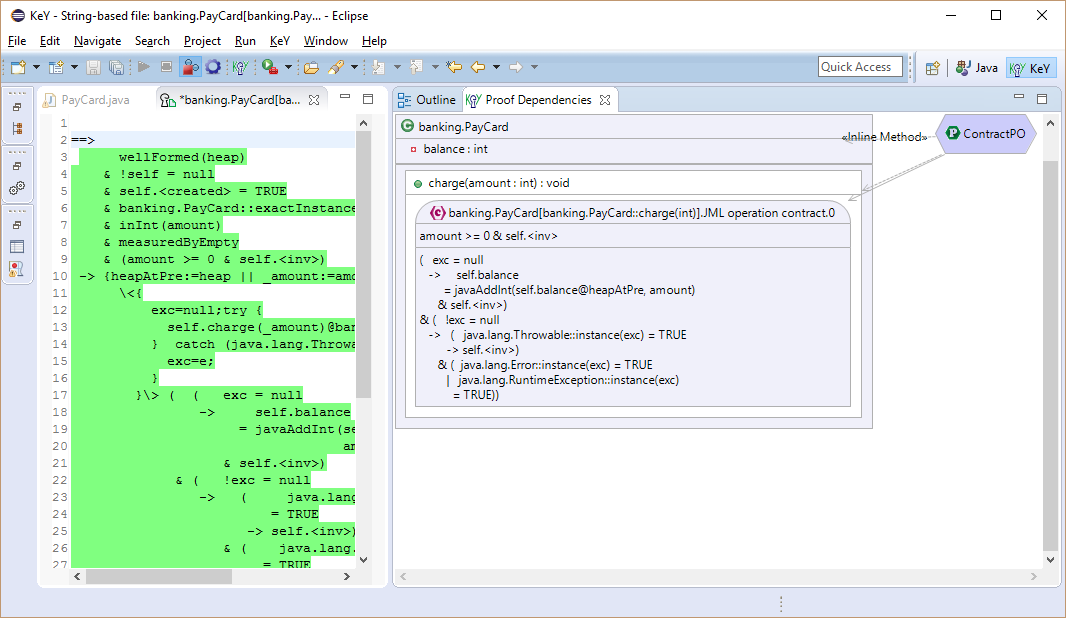 KeY - String-based file: banking.PayCard[banking.Pay... - Eclipse
File Edit Navigate Search Project Run KeY Window Help
Quick Access
Java
KeY
PayCard.java
*banking.PayCard[ba...
Outline
Proof Dependencies
1
2 ==>
3 wellFormed(heap)
4 & !self = null
5 & self.<created> = TRUE
6 & banking.PayCard::exactInstance
7 & inInt(amount)
8 & measuredByEmpty
9 & (amount >= 0 & self.<inv>)
10 -> {heapAtPre:=heap || _amount:=amo
11 \<{
12 exc=null;try {
13 self.charge(_amount)@ban
14 } catch (java.lang.Throwa
15 exc=e;
16 }
17 }\> ( ( exc = null
18 -> self.balance
19 = javaAddInt(se
20 am
21 & self.<inv>)
22 & ( !exc = null
23 -> ( java.lang
24 = TRUE
25 -> self.<inv>)
26 & ( java.lang.
27 = TRUE
banking.PayCard
balance : int
«Inline Method»
ContractPO
charge(amount : int) : void
banking.PayCard[banking.PayCard::charge(int)].JML operation contract.0
amount >= 0 & self.<inv>
( exc = null
-> self.balance
= javaAddInt(self.balance@heapAtPre, amount)
& self.<inv>)
& ( !exc = null
-> ( java.lang.Throwable::instance(exc) = TRUE
-> self.<inv>)
& ( java.lang.Error::instance(exc) = TRUE
| java.lang.RuntimeException::instance(exc)
= TRUE))